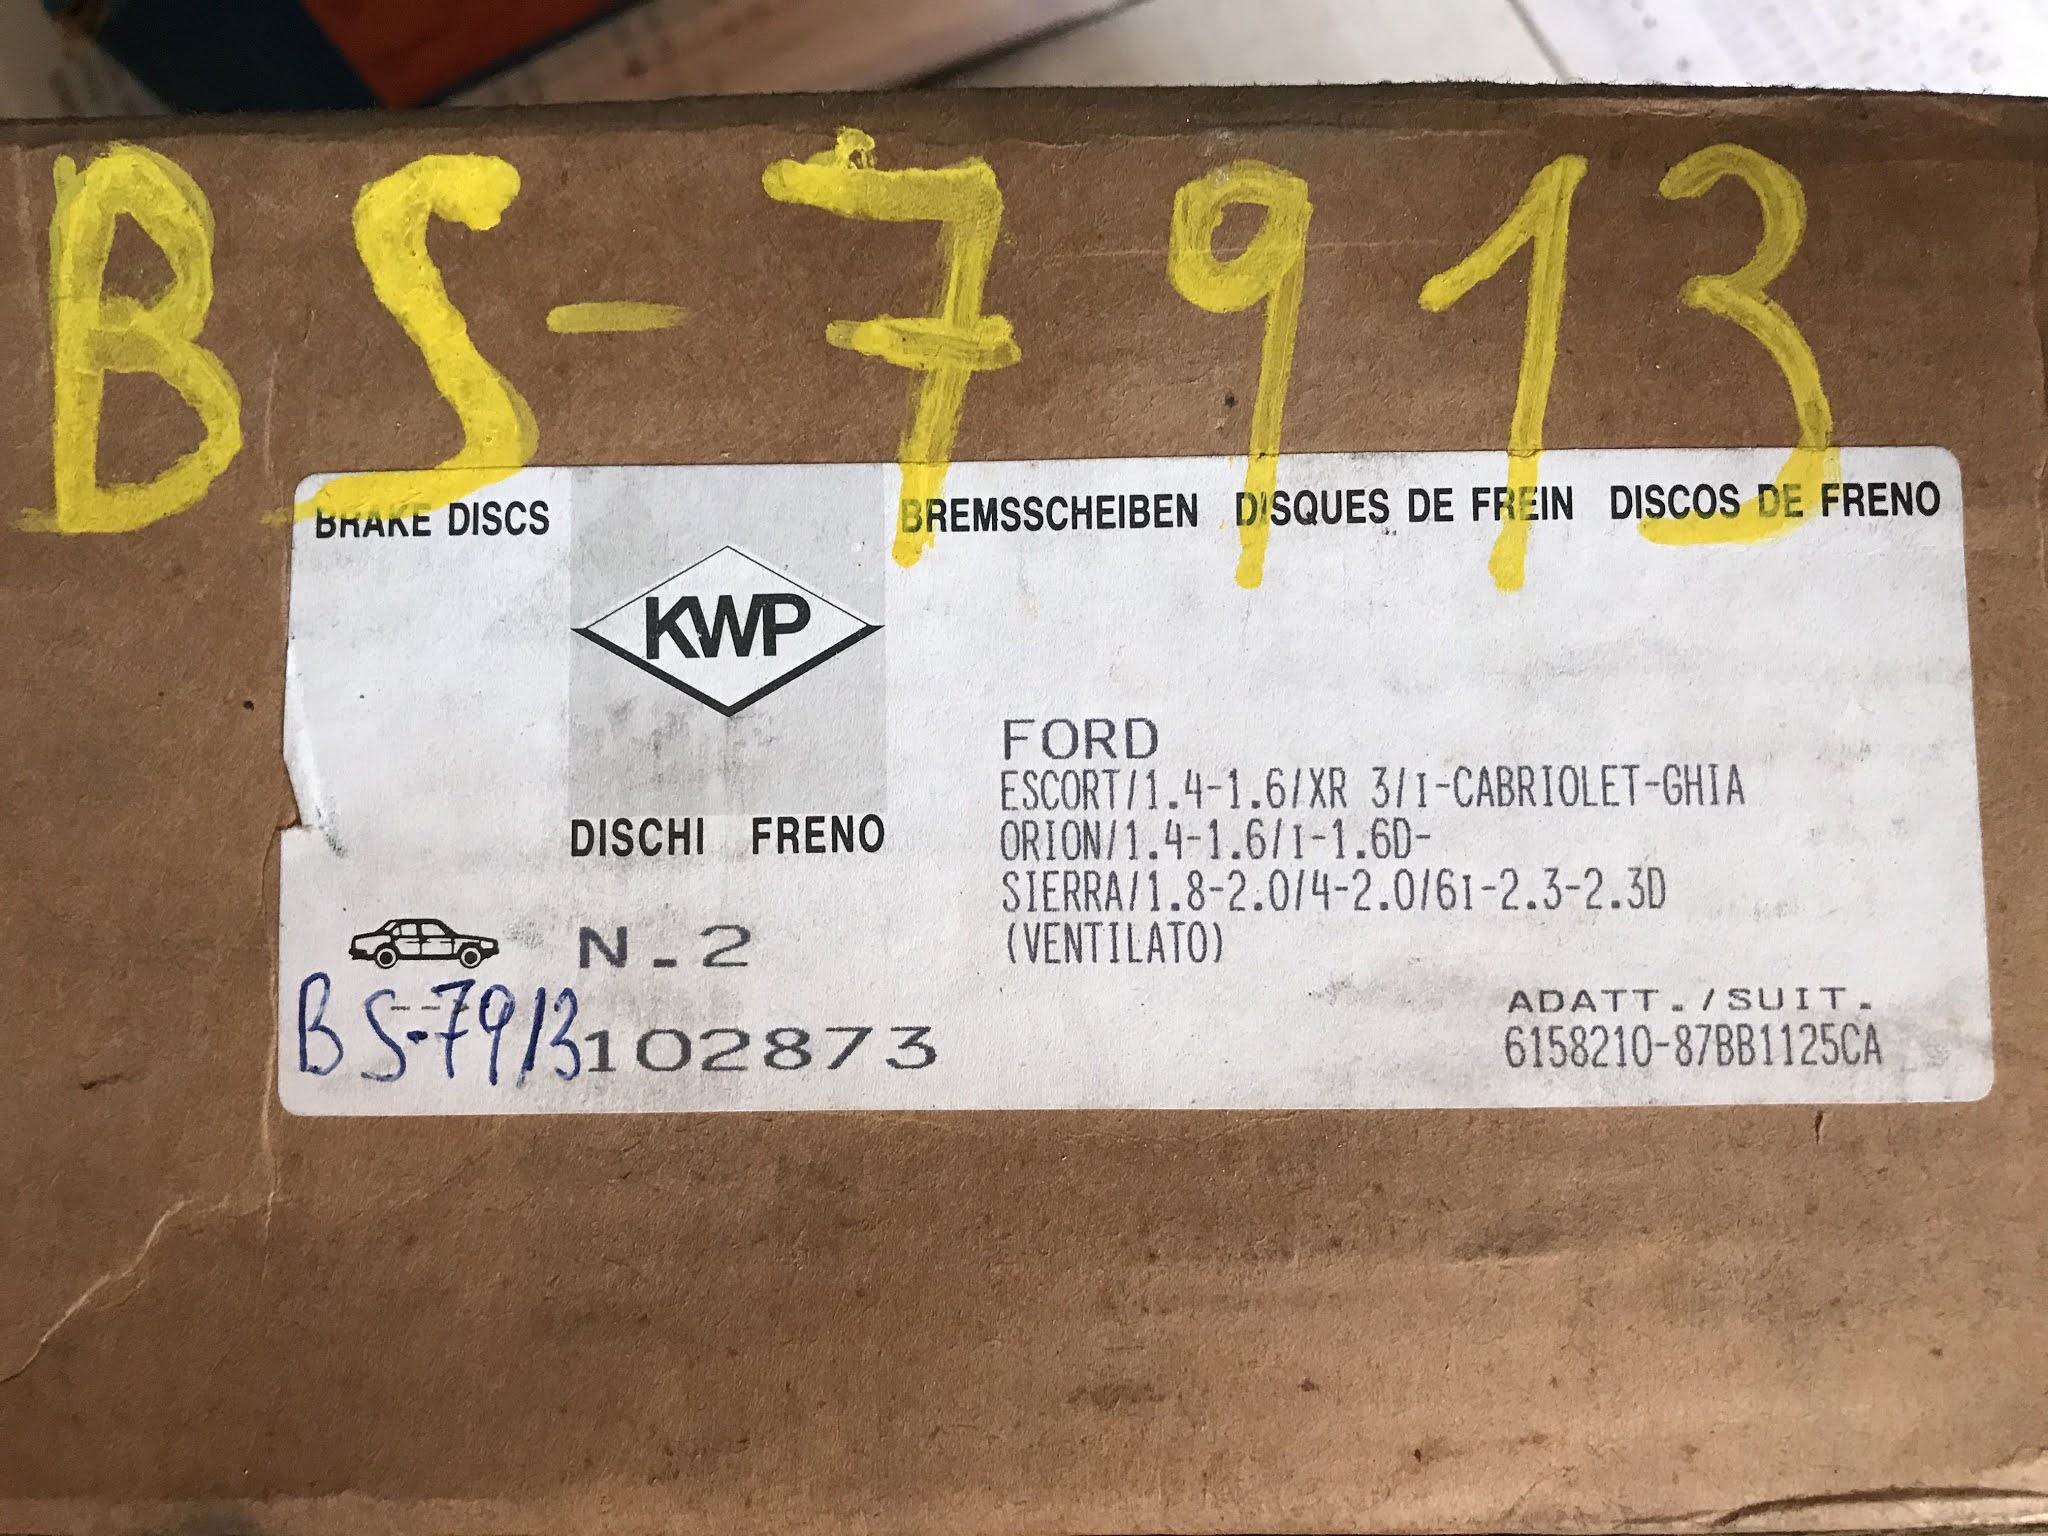 BS-7913
BRAKE DISCS BREMSSCHEIBEN DISQUES DE FREIN DISCOS DE FRENO
KWP
DISCHI FRENO
FORD
ESCORT/1.4-1.6/XR 3/I-CABRIOLET-GHIA
ORION/1.4-1.6/I-1.6D-
SIERRA/1.8-2.0/4-2.0/6I-2.3-2.3D
(VENTILATO)
N.2
BS-7913
102873
ADATT./SUIT.
6158210-87BB1125CA